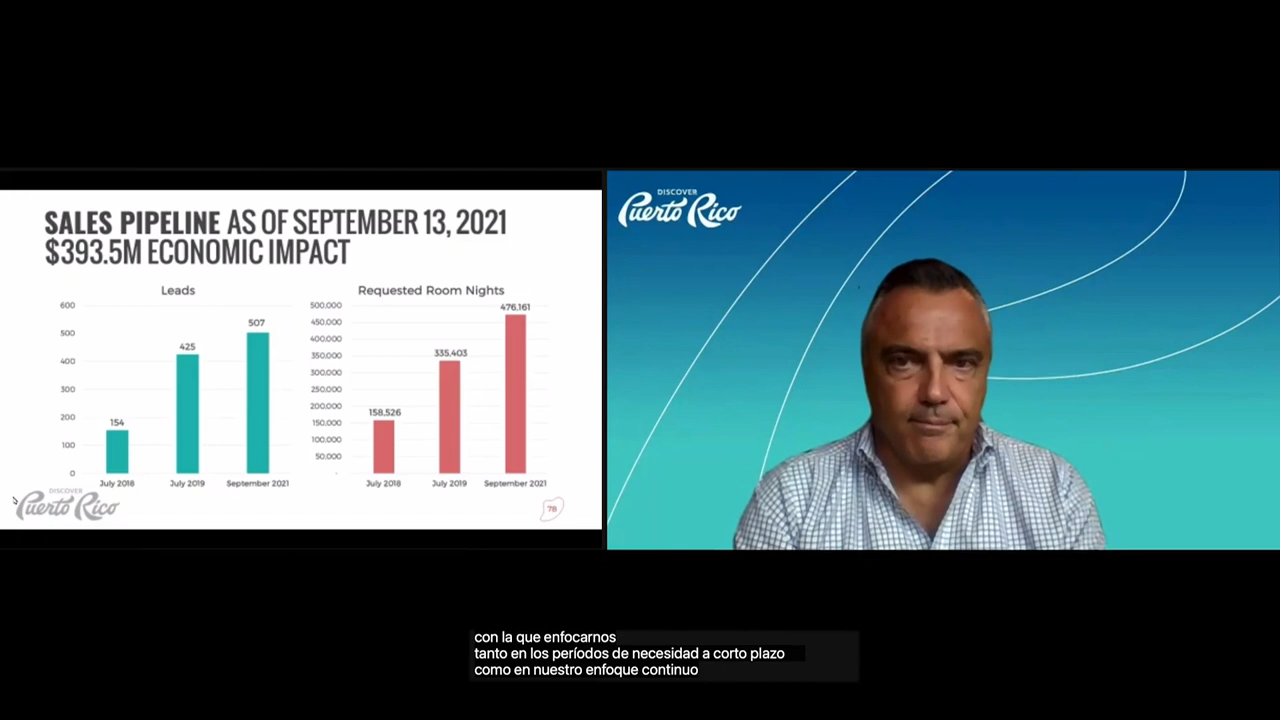 SALES PIPELINE AS OF SEPTEMBER 13, 2021
$393.5M ECONOMIC IMPACT
Leads
600
500
400
300
200
100
0
154
425
507
July 2018
July 2019
September 2021
Requested Room Nights
500,000
450,000
400,000
350,000
300,000
250,000
200,000
150,000
100,000
50,000
-
158,526
335,403
476,161
July 2018
July 2019
September 2021
DISCOVER
Puerto Rico
78
DISCOVER
Puerto Rico
con la que enfocarnos
tanto en los períodos de necesidad a corto plazo
como en nuestro enfoque continuo